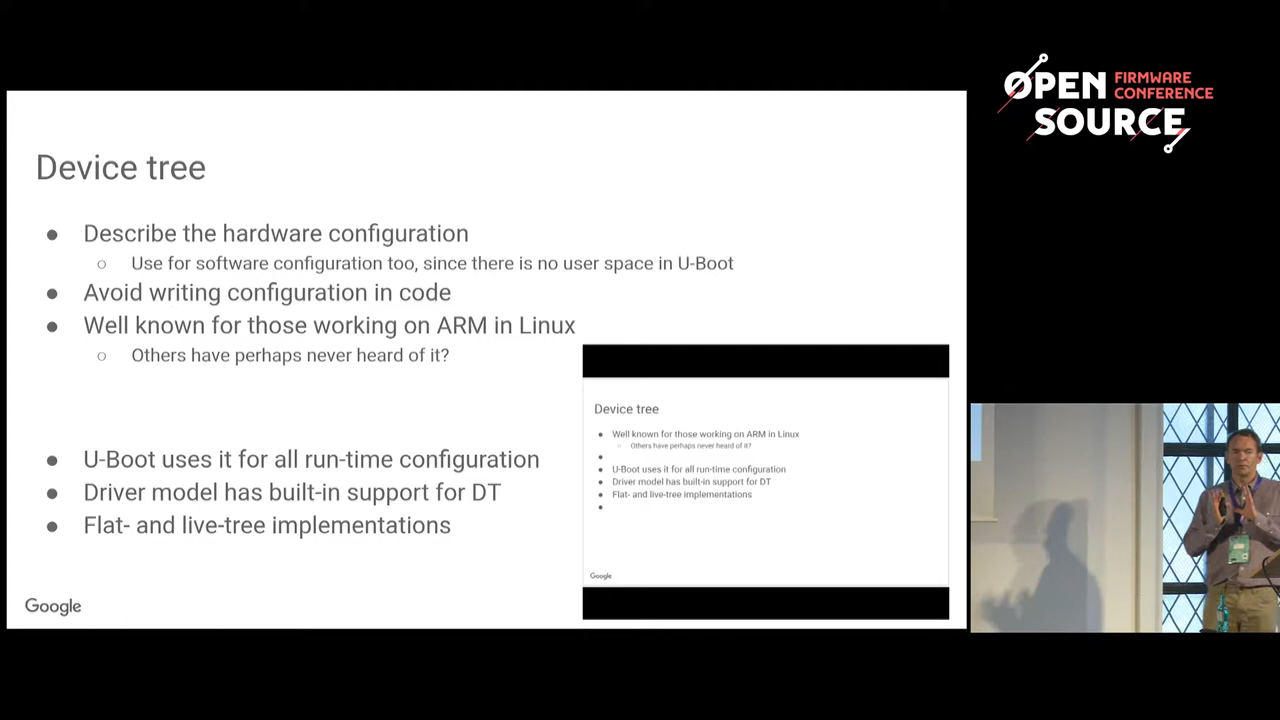 OPEN FIRMWARE
CONFERENCE
SOURCE
Device tree
● Describe the hardware configuration
○ Use for software configuration too, since there is no user space in U-Boot
● Avoid writing configuration in code
● Well known for those working on ARM in Linux
○ Others have perhaps never heard of it?
● U-Boot uses it for all run-time configuration
● Driver model has built-in support for DT
● Flat- and live-tree implementations
Google
Device tree
● Well known for those working on ARM in Linux
○ Others have perhaps never heard of it?
●
● U-Boot uses it for all run-time configuration
● Driver model has built-in support for DT
● Flat- and live-tree implementations
●
Google